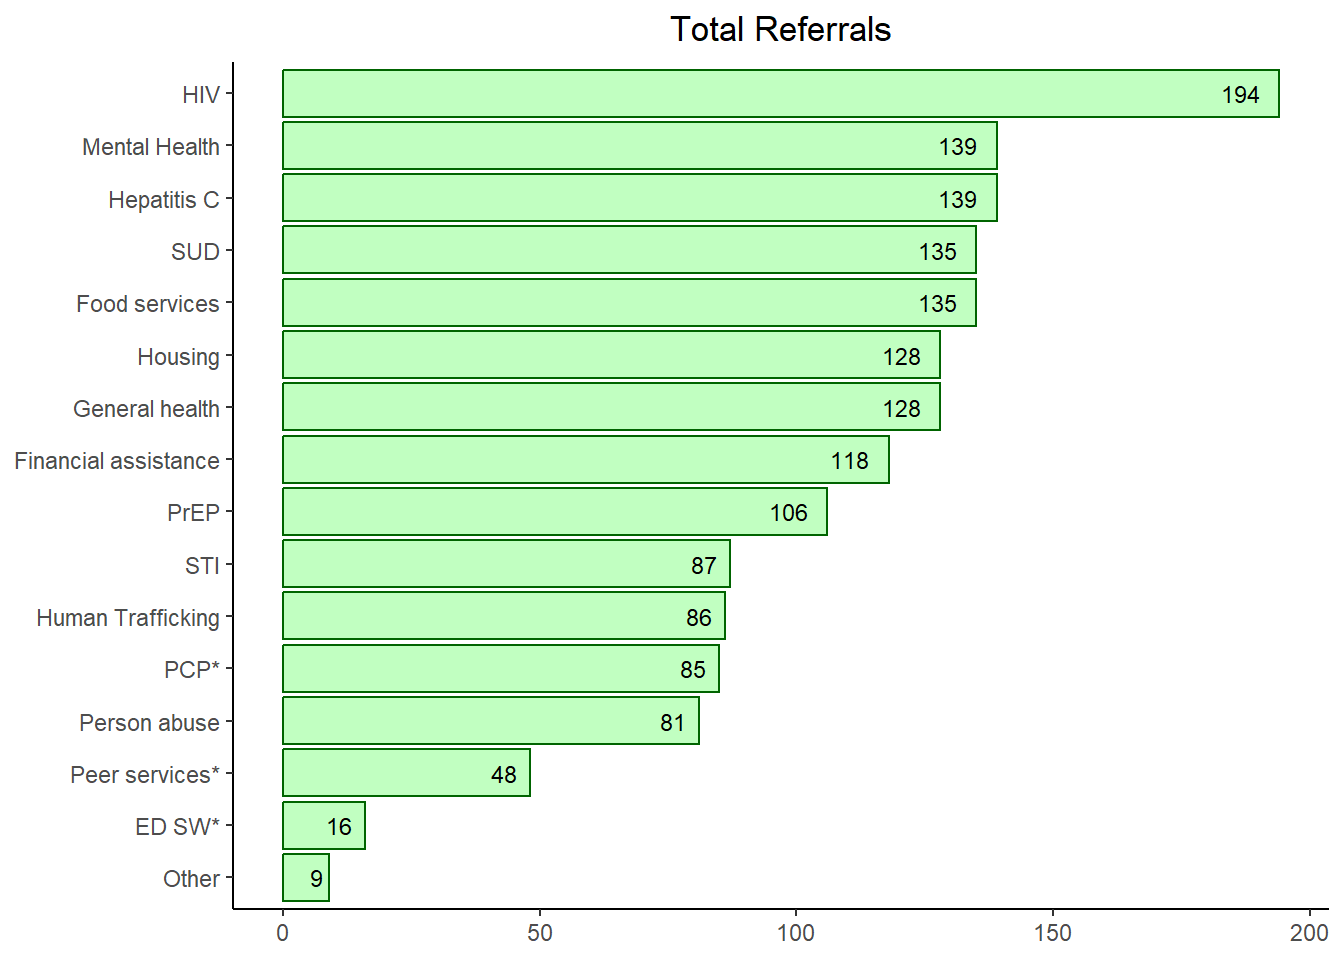 Total Referrals
HIV 194
Mental Health 139
Hepatitis C 139
SUD 135
Food services 135
Housing 128
General health 128
Financial assistance 118
PrEP 106
STI 87
Human Trafficking 86
PCP* 85
Person abuse 81
Peer services* 48
ED SW* 16
Other 9
0 50 100 150 200